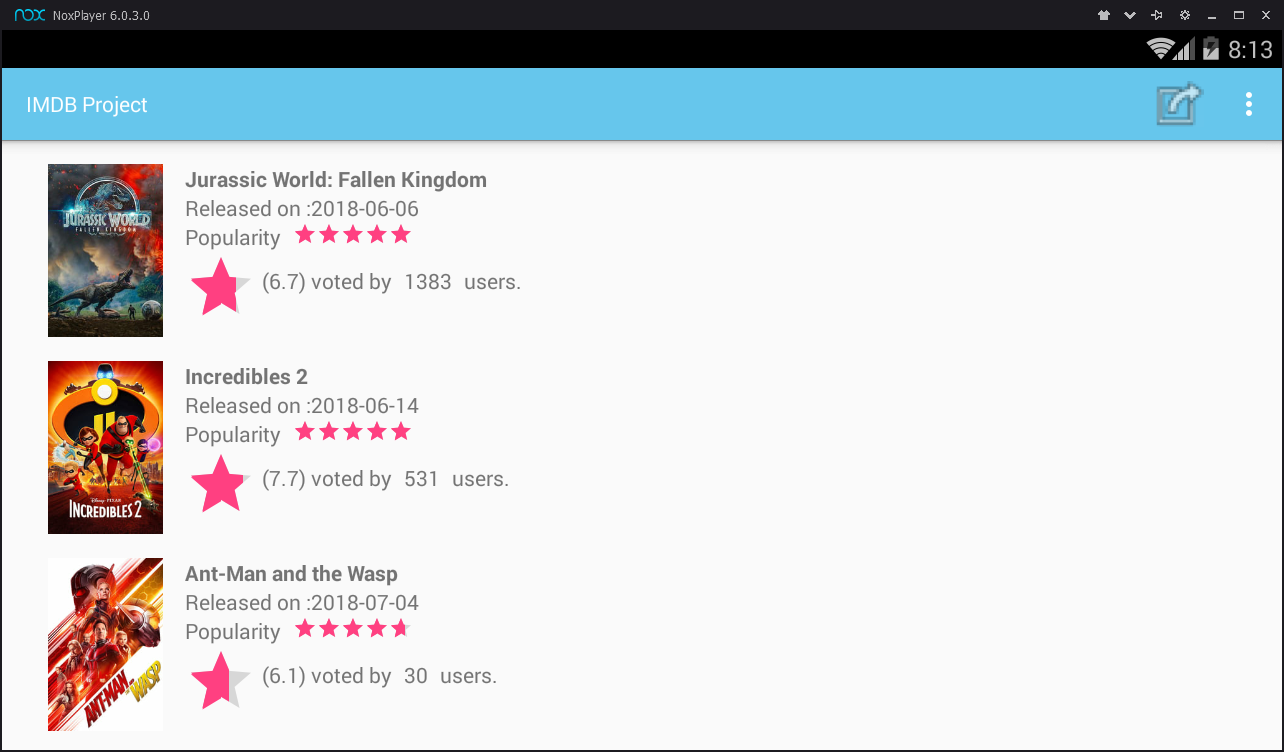 nox NoxPlayer 6.0.3.0
8:13
IMDB Project
JURASSIC WORLD
FALLEN KINGDOM
Jurassic World: Fallen Kingdom
Released on :2018-06-06
Popularity
(6.7) voted by 1383 users.
DISNEY PIXAR
INCREDIBLES 2
Incredibles 2
Released on :2018-06-14
Popularity
(7.7) voted by 531 users.
ANT-MAN
AND THE
WASP
Ant-Man and the Wasp
Released on :2018-07-04
Popularity
(6.1) voted by 30 users.